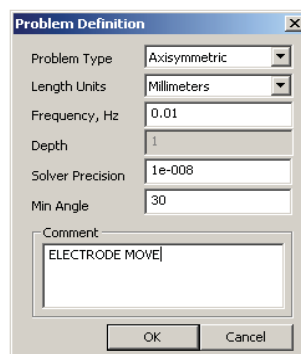 Problem Definition
Problem Type Axisymmetric
Length Units Millimeters
Frequency, Hz 0.01
Depth 1
Solver Precision 1e-008
Min Angle 30
Comment
ELECTRODE MOVE
OK Cancel